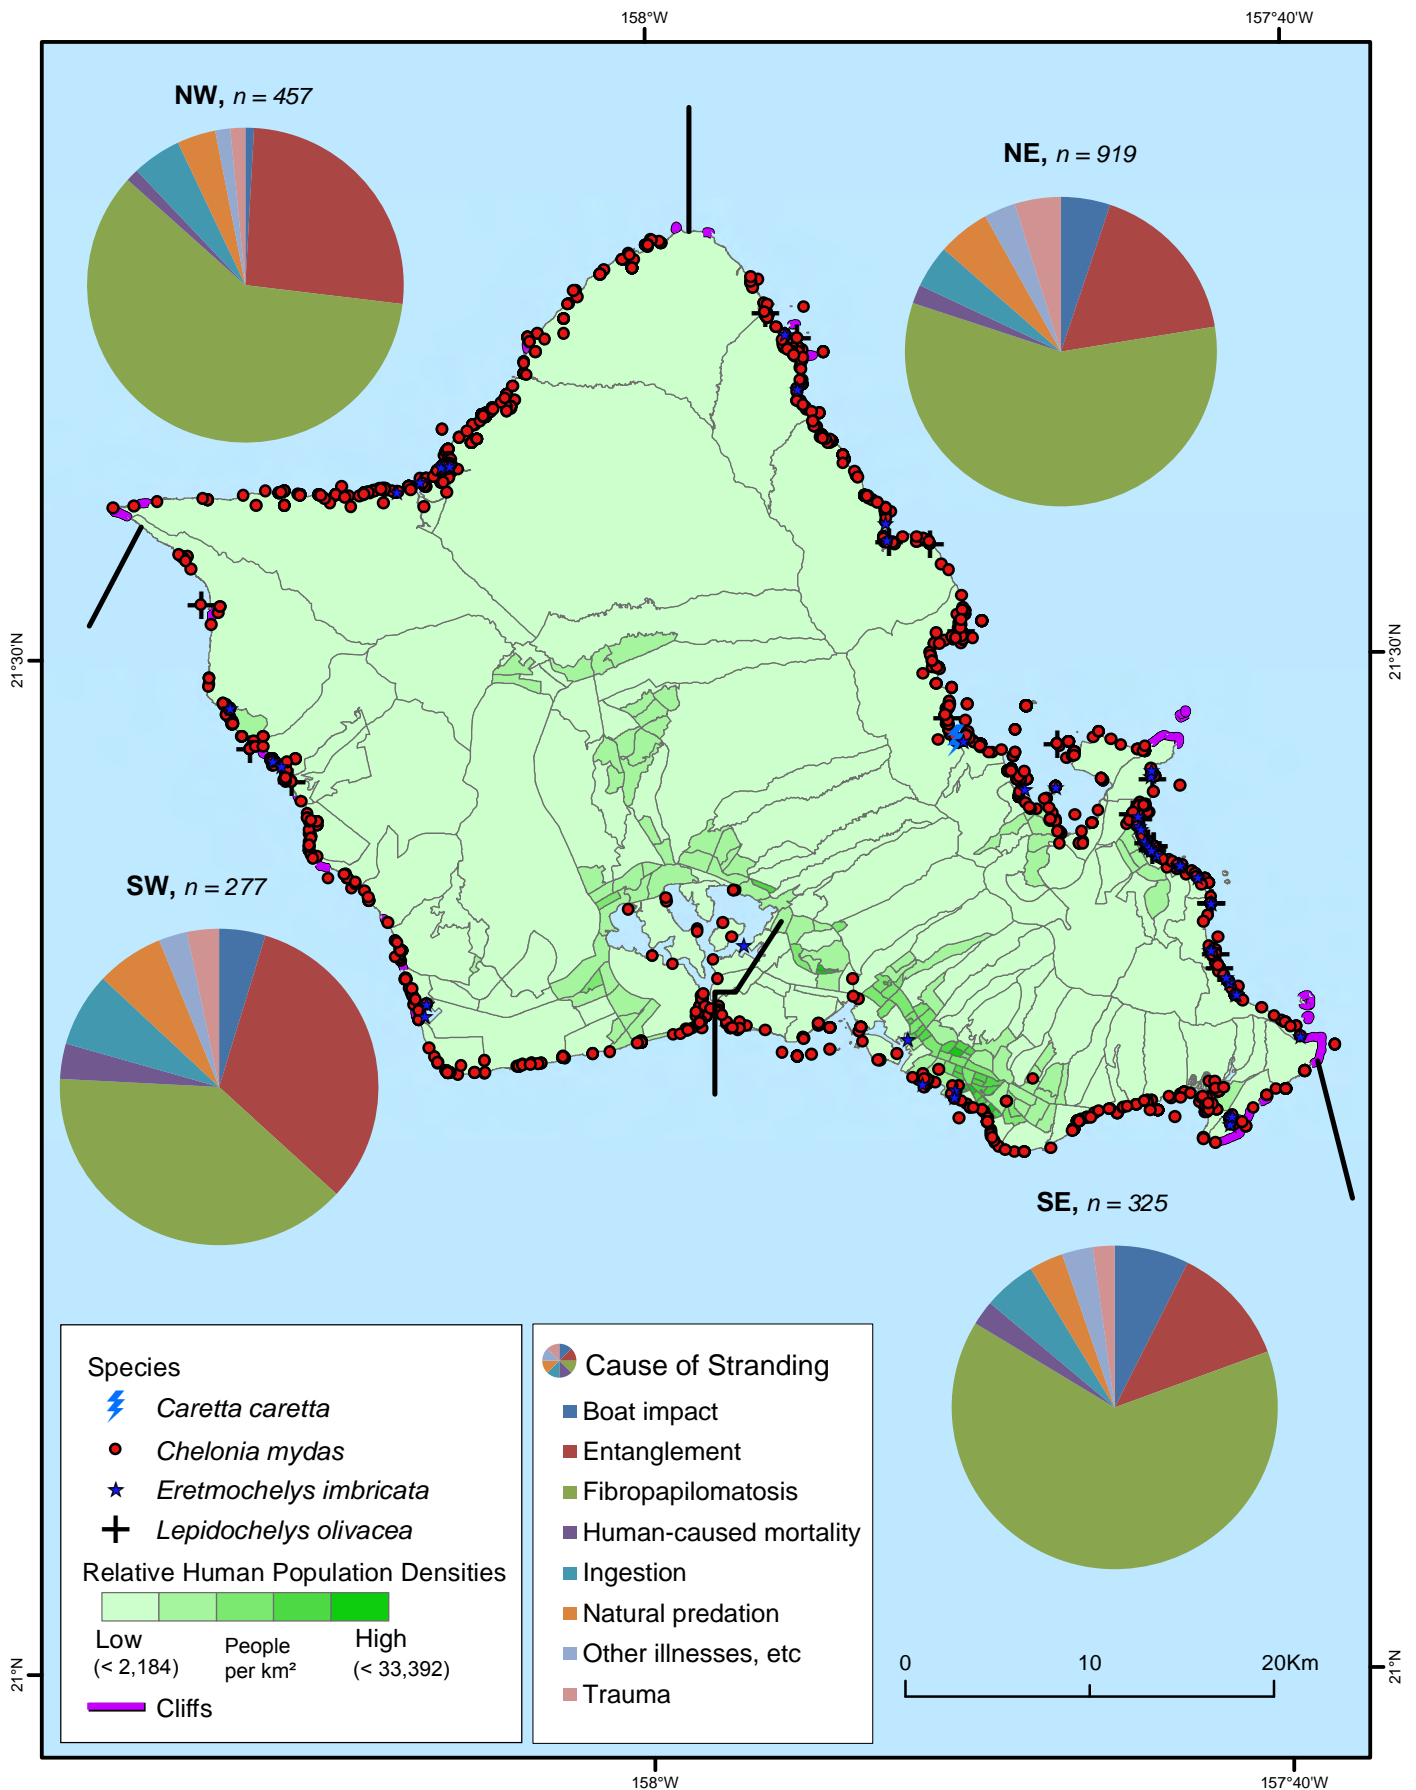 158°W 157°40'W
NW, n = 457
NE, n = 919
21°30'N 21°30'N
SW, n = 277
SE, n = 325
Species
Caretta caretta
Chelonia mydas
Eretmochelys imbricata
Lepidochelys olivacea
Relative Human Population Densities
Low People High
(< 2,184) per km² (< 33,392)
Cliffs
Cause of Stranding
Boat impact
Entanglement
Fibropapilomatosis
Human-caused mortality
Ingestion
Natural predation
Other illnesses, etc
Trauma
0 10 20Km
21°N 21°N
158°W 157°40'W